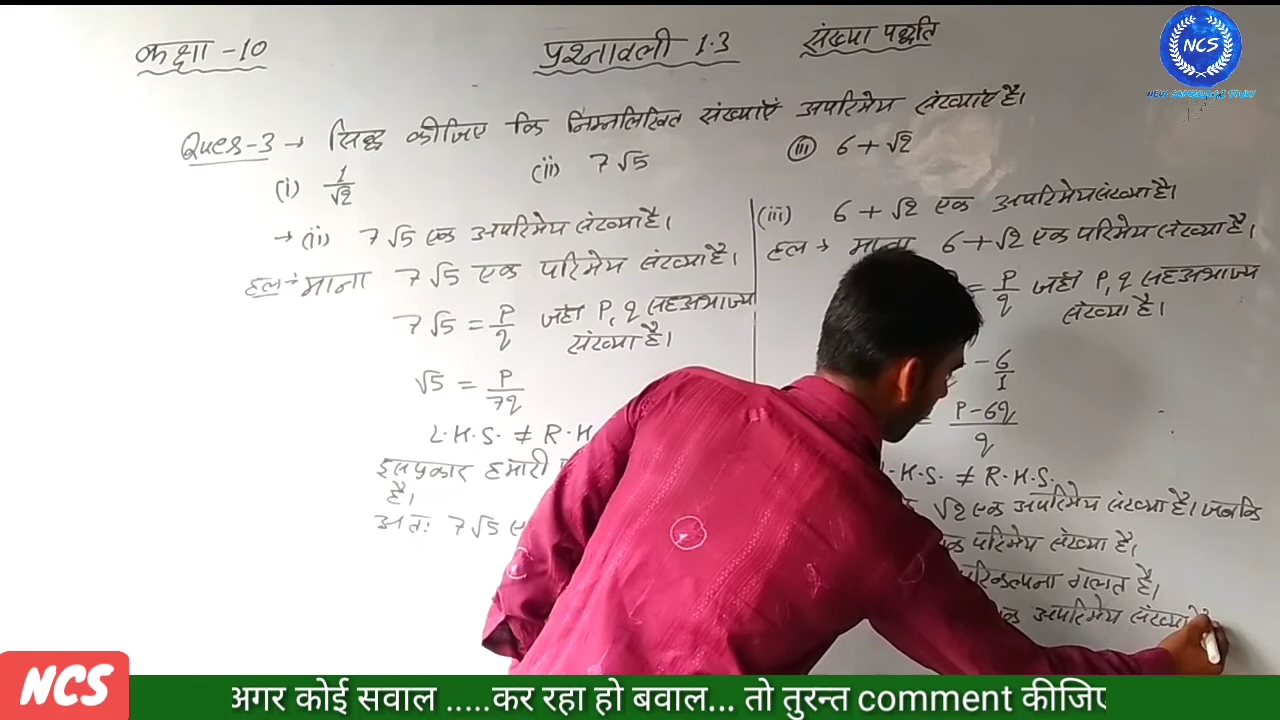 कक्षा -10
प्रश्नावली 1.3
संख्या पद्धति
NCS
Ques-3 → सिद्ध कीजिए कि निम्नलिखित संख्याएँ अपरिमेय संख्याएं है।
(i) 1/√2 (ii) 7√5 (iii) 6+√2
→ (ii) 7√5 एक अपरिमेय संख्या है।
हल:- माना 7√5 एक परिमेय संख्या है।
7√5 = P/q जहाँ P, q सहअभाज्य
संख्या है।
√5 = P/7q
L.H.S. ≠ R.H
इसप्रकार हमारी
है।
अतः 7√5
(iii) 6+√2 एक अपरिमेय संख्या है।
हल → माना 6+√2 एक परिमेय संख्या है।
= P/q जहाँ P, q सहअभाज्य
संख्या है।
- 6/1
P-6q/q
H.S. ≠ R.H.S.
√2 एक अपरिमेय संख्या है। जबकि
परिमेय संख्या है।
परिकल्पना गलत है।
अपरिमेय संख्या है
NCS
अगर कोई सवाल .....कर रहा हो बवाल... तो तुरन्त comment कीजिए